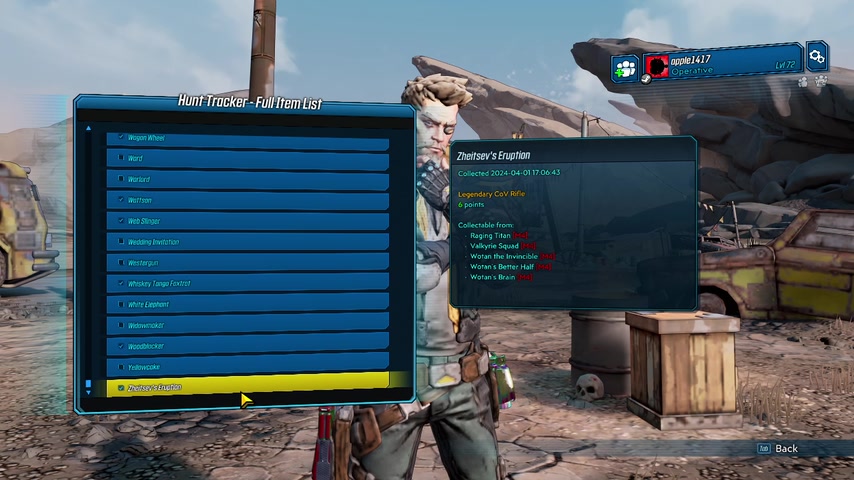 Hunt Tracker - Full Item List
Wagon Wheel
Ward
Warlord
Wattson
Web Slinger
Wedding Invitation
Westergun
Whiskey Tango Foxtrot
White Elephant
Widowmaker
Woodblocker
Yellowcake
Zheitsev's Eruption
Zheitsev's Eruption
Collected 2024-04-01 17:06:43
Legendary CoV Rifle
6 points
Collectable from:
- Raging Titan
- Valkyrie Squad
- Wotan the Invincible
- Wotan's Better Half
- Wotan's Brain
apple1417
Operative
Lvl 72
Tab Back